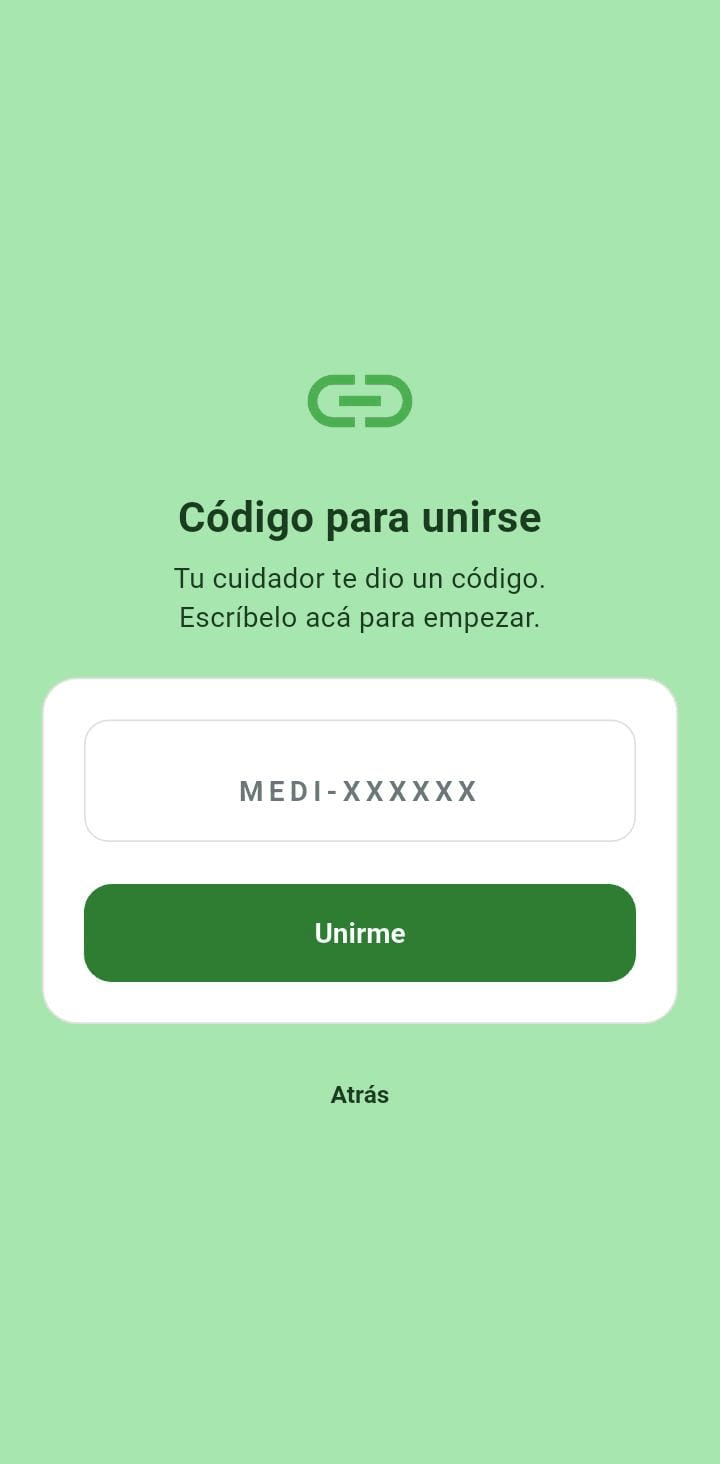 Código para unirse
Tu cuidador te dio un código.
Escríbelo acá para empezar.
MEDI-XXXXXX
Unirme
Atrás